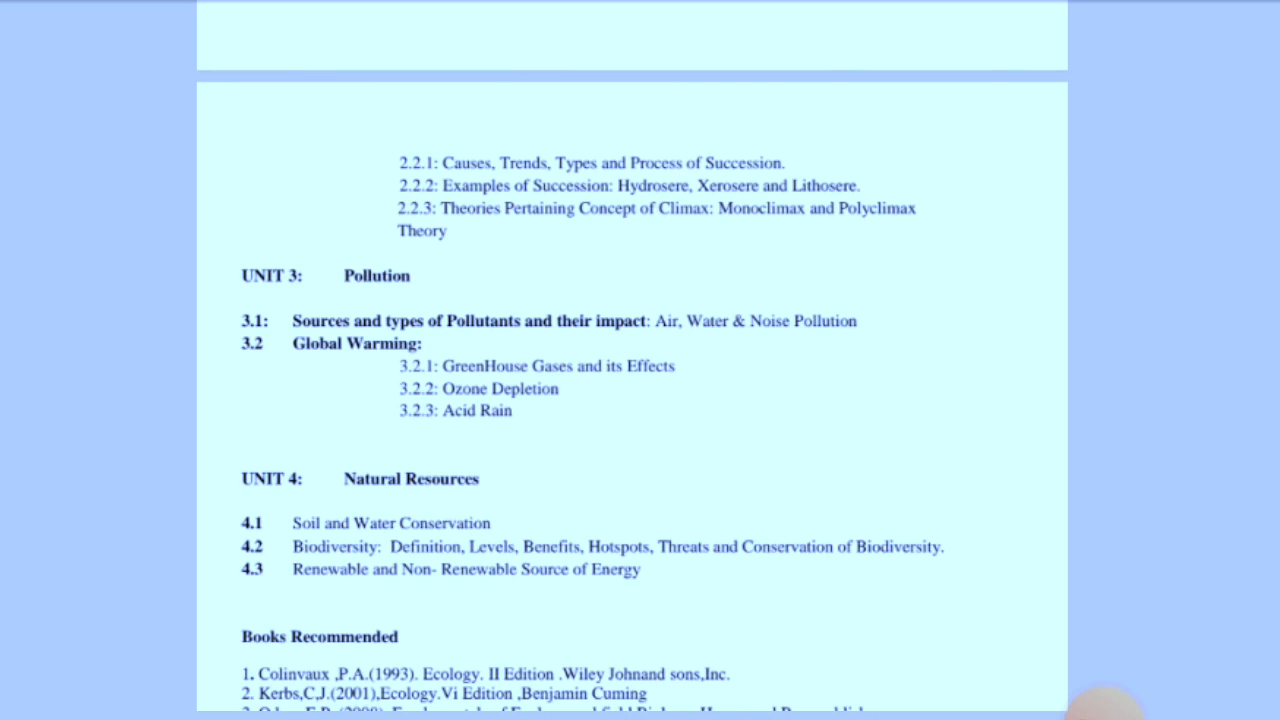 2.2.1: Causes, Trends, Types and Process of Succession.
2.2.2: Examples of Succession: Hydrosere, Xerosere and Lithosere.
2.2.3: Theories Pertaining Concept of Climax: Monoclimax and Polyclimax
Theory
UNIT 3: Pollution
3.1: Sources and types of Pollutants and their impact: Air, Water & Noise Pollution
3.2 Global Warming:
3.2.1: GreenHouse Gases and its Effects
3.2.2: Ozone Depletion
3.2.3: Acid Rain
UNIT 4: Natural Resources
4.1 Soil and Water Conservation
4.2 Biodiversity: Definition, Levels, Benefits, Hotspots, Threats and Conservation of Biodiversity.
4.3 Renewable and Non- Renewable Source of Energy
Books Recommended
1. Colinvaux ,P.A.(1993). Ecology. II Edition .Wiley Johnand sons,Inc.
2. Kerbs,C,J.(2001),Ecology.Vi Edition ,Benjamin Cuming